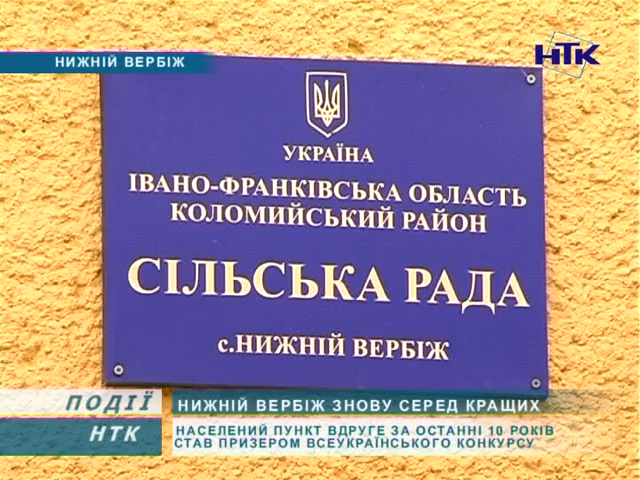 НТК
НИЖНІЙ ВЕРБІЖ
УКРАЇНА
ІВАНО-ФРАНКІВСЬКА ОБЛАСТЬ
КОЛОМИЙСЬКИЙ РАЙОН
СІЛЬСЬКА РАДА
с.НИЖНІЙ ВЕРБІЖ
ПОДІЇ
НТК
НИЖНІЙ ВЕРБІЖ ЗНОВУ СЕРЕД КРАЩИХ
НАСЕЛЕНИЙ ПУНКТ ВДРУГЕ ЗА ОСТАННІ 10 РОКІВ
СТАВ ПРИЗЕРОМ ВСЕУКРАЇНСЬКОГО КОНКУРСУ